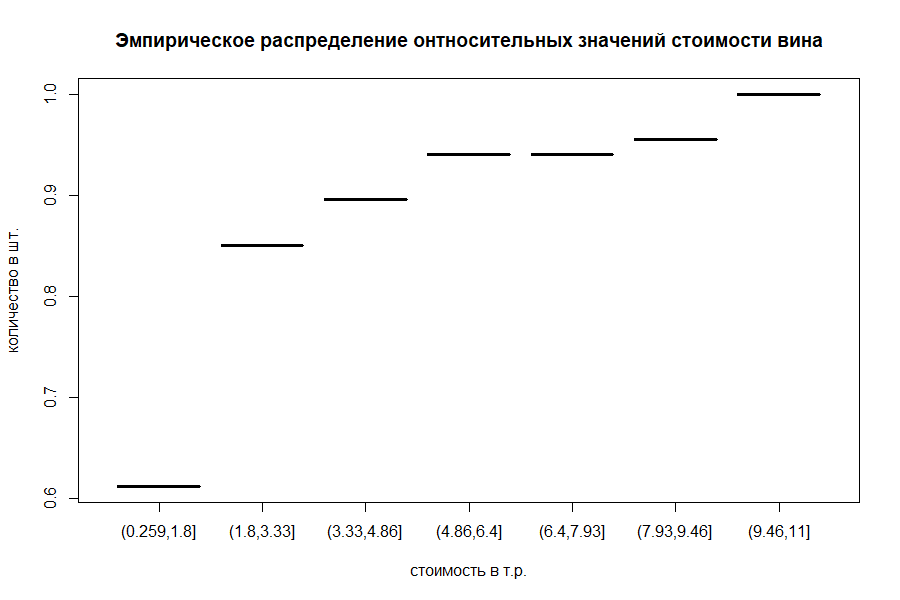 Эмпирическое распределение онтносительных значений стоимости вина
количество в шт.
1.0
0.9
0.8
0.7
0.6
(0.259,1.8] (1.8,3.33] (3.33,4.86] (4.86,6.4] (6.4,7.93] (7.93,9.46] (9.46,11]
стоимость в т.р.